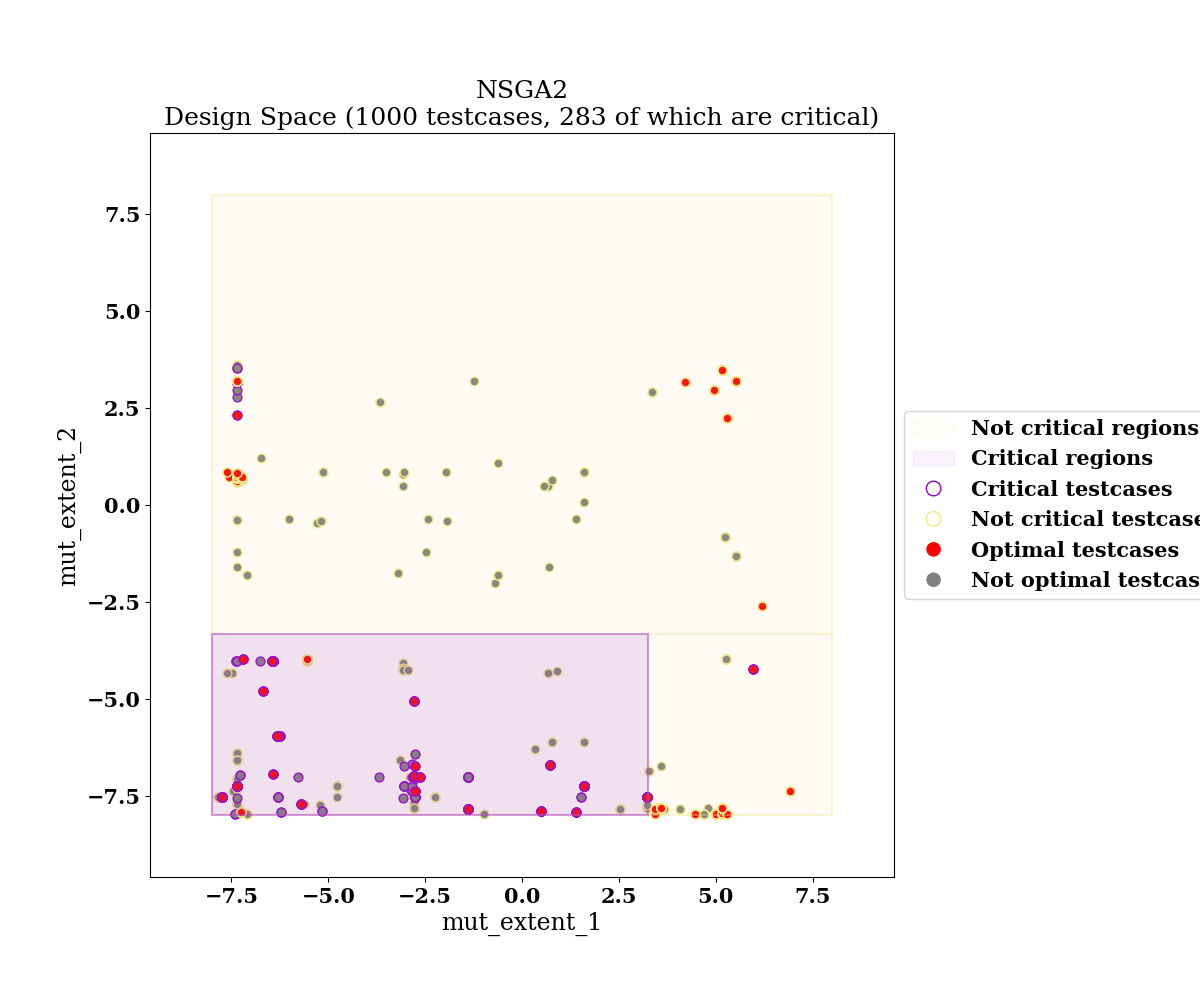 NSGA2
Design Space (1000 testcases, 283 of which are critical)
7.5
5.0
2.5
0.0
−2.5
−5.0
−7.5
mut_extent_2
−7.5
−5.0
−2.5
0.0
2.5
5.0
7.5
mut_extent_1
Not critical regions
Critical regions
Critical testcases
Not critical testcase
Optimal testcases
Not optimal testcas